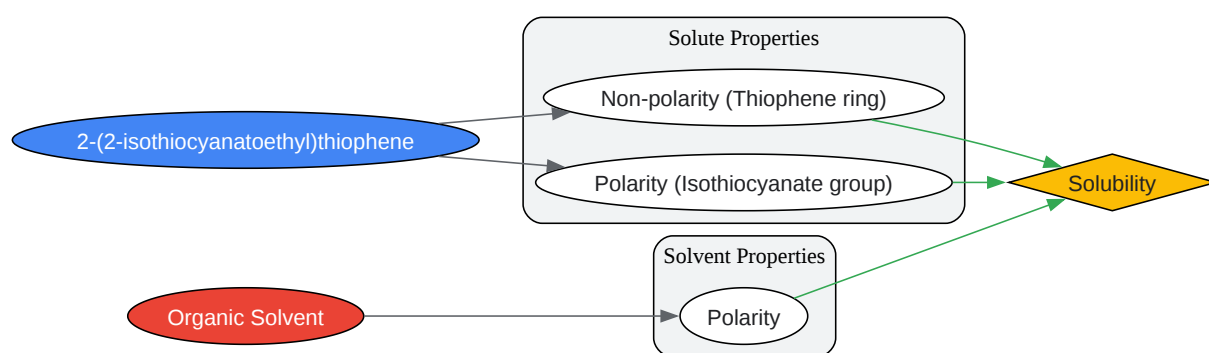 Solute Properties
Non-polarity (Thiophene ring)
2-(2-isothiocyanatoethyl)thiophene
Polarity (Isothiocyanate group)
Solubility
Solvent Properties
Organic Solvent
Polarity